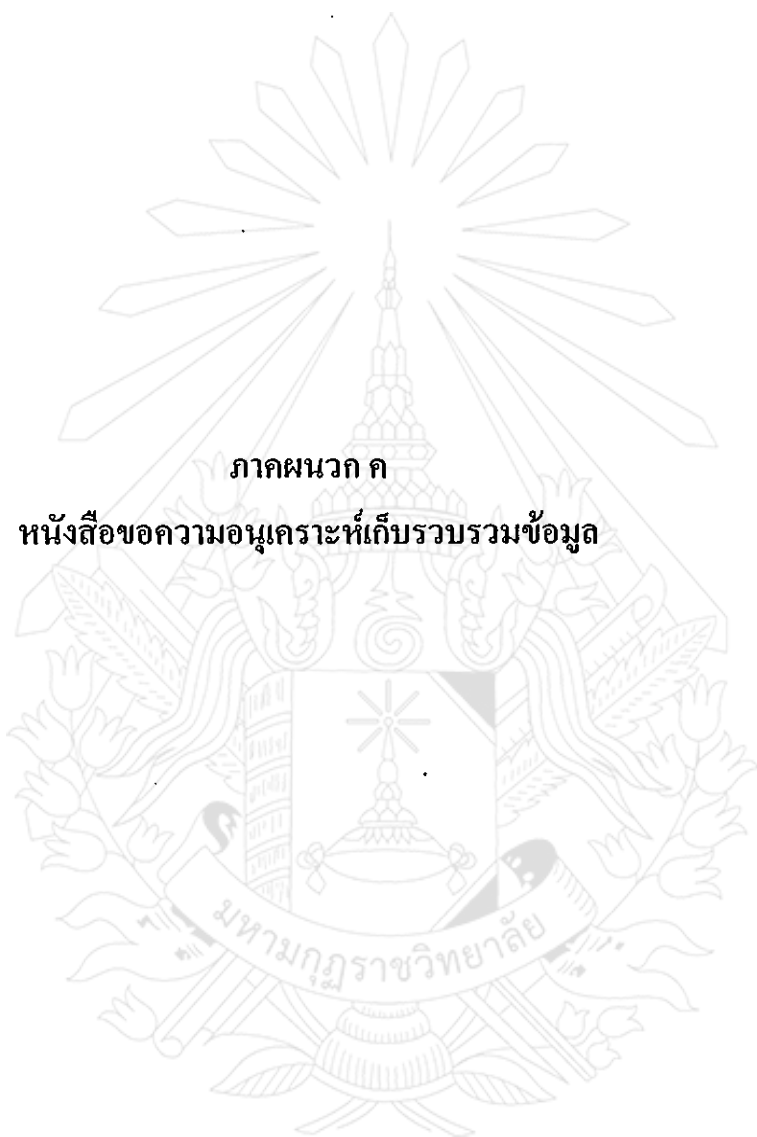 ภาคผนวก ค
หนังสือขอความอนุเคราะห์เก็บรวบรวมข้อมูล
มหามกุฏราชวิทยาลัย